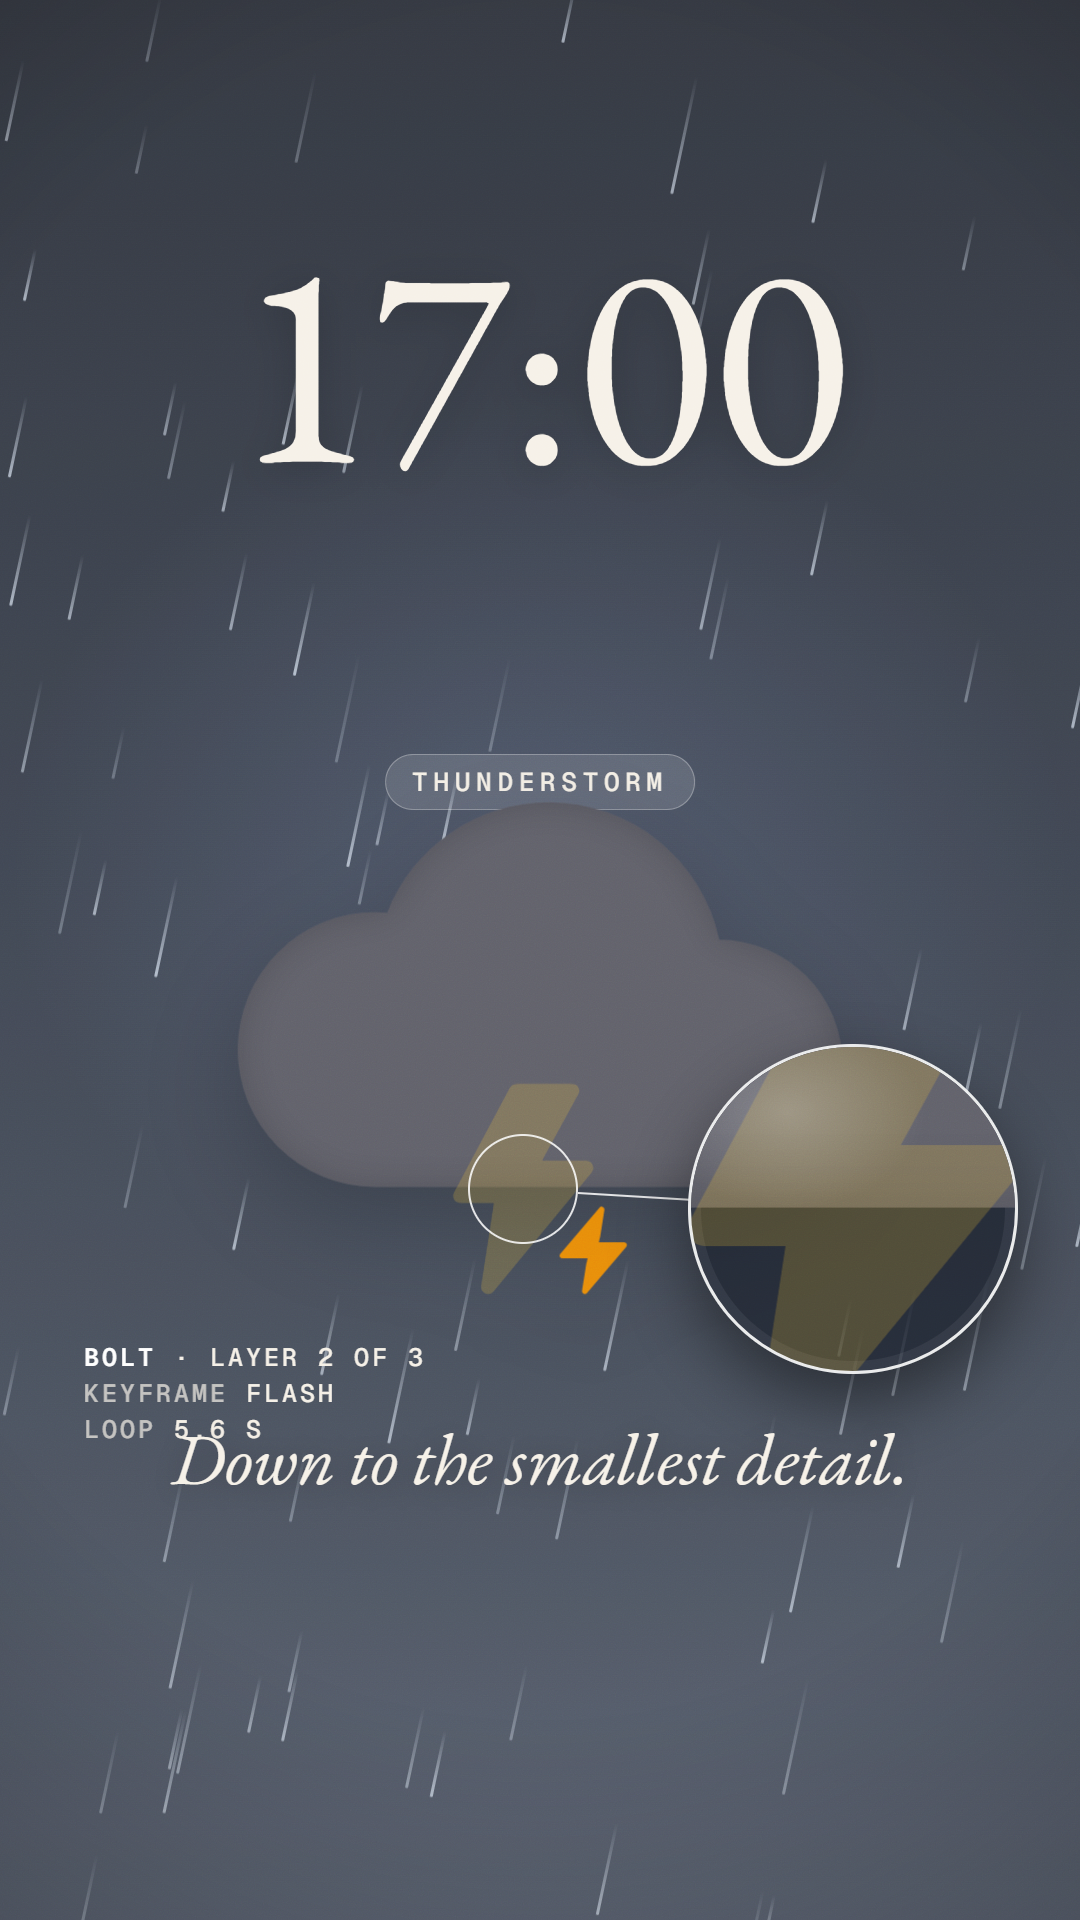 17:00
THUNDERSTORM
BOLT · LAYER 2 OF 3
KEYFRAME FLASH
LOOP 5.6 S
Down to the smallest detail.